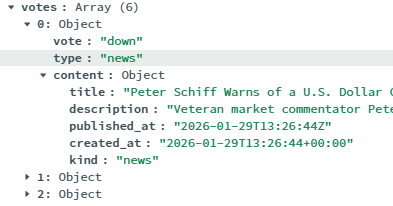 votes : Array (6)
0: Object
vote : "down"
type : "news"
content : Object
title : "Peter Schiff Warns of a U.S. Dollar
description : "Veteran market commentator Pete
published_at : "2026-01-29T13:26:44Z"
created_at : "2026-01-29T13:26:44+00:00"
kind : "news"
1: Object
2: Object